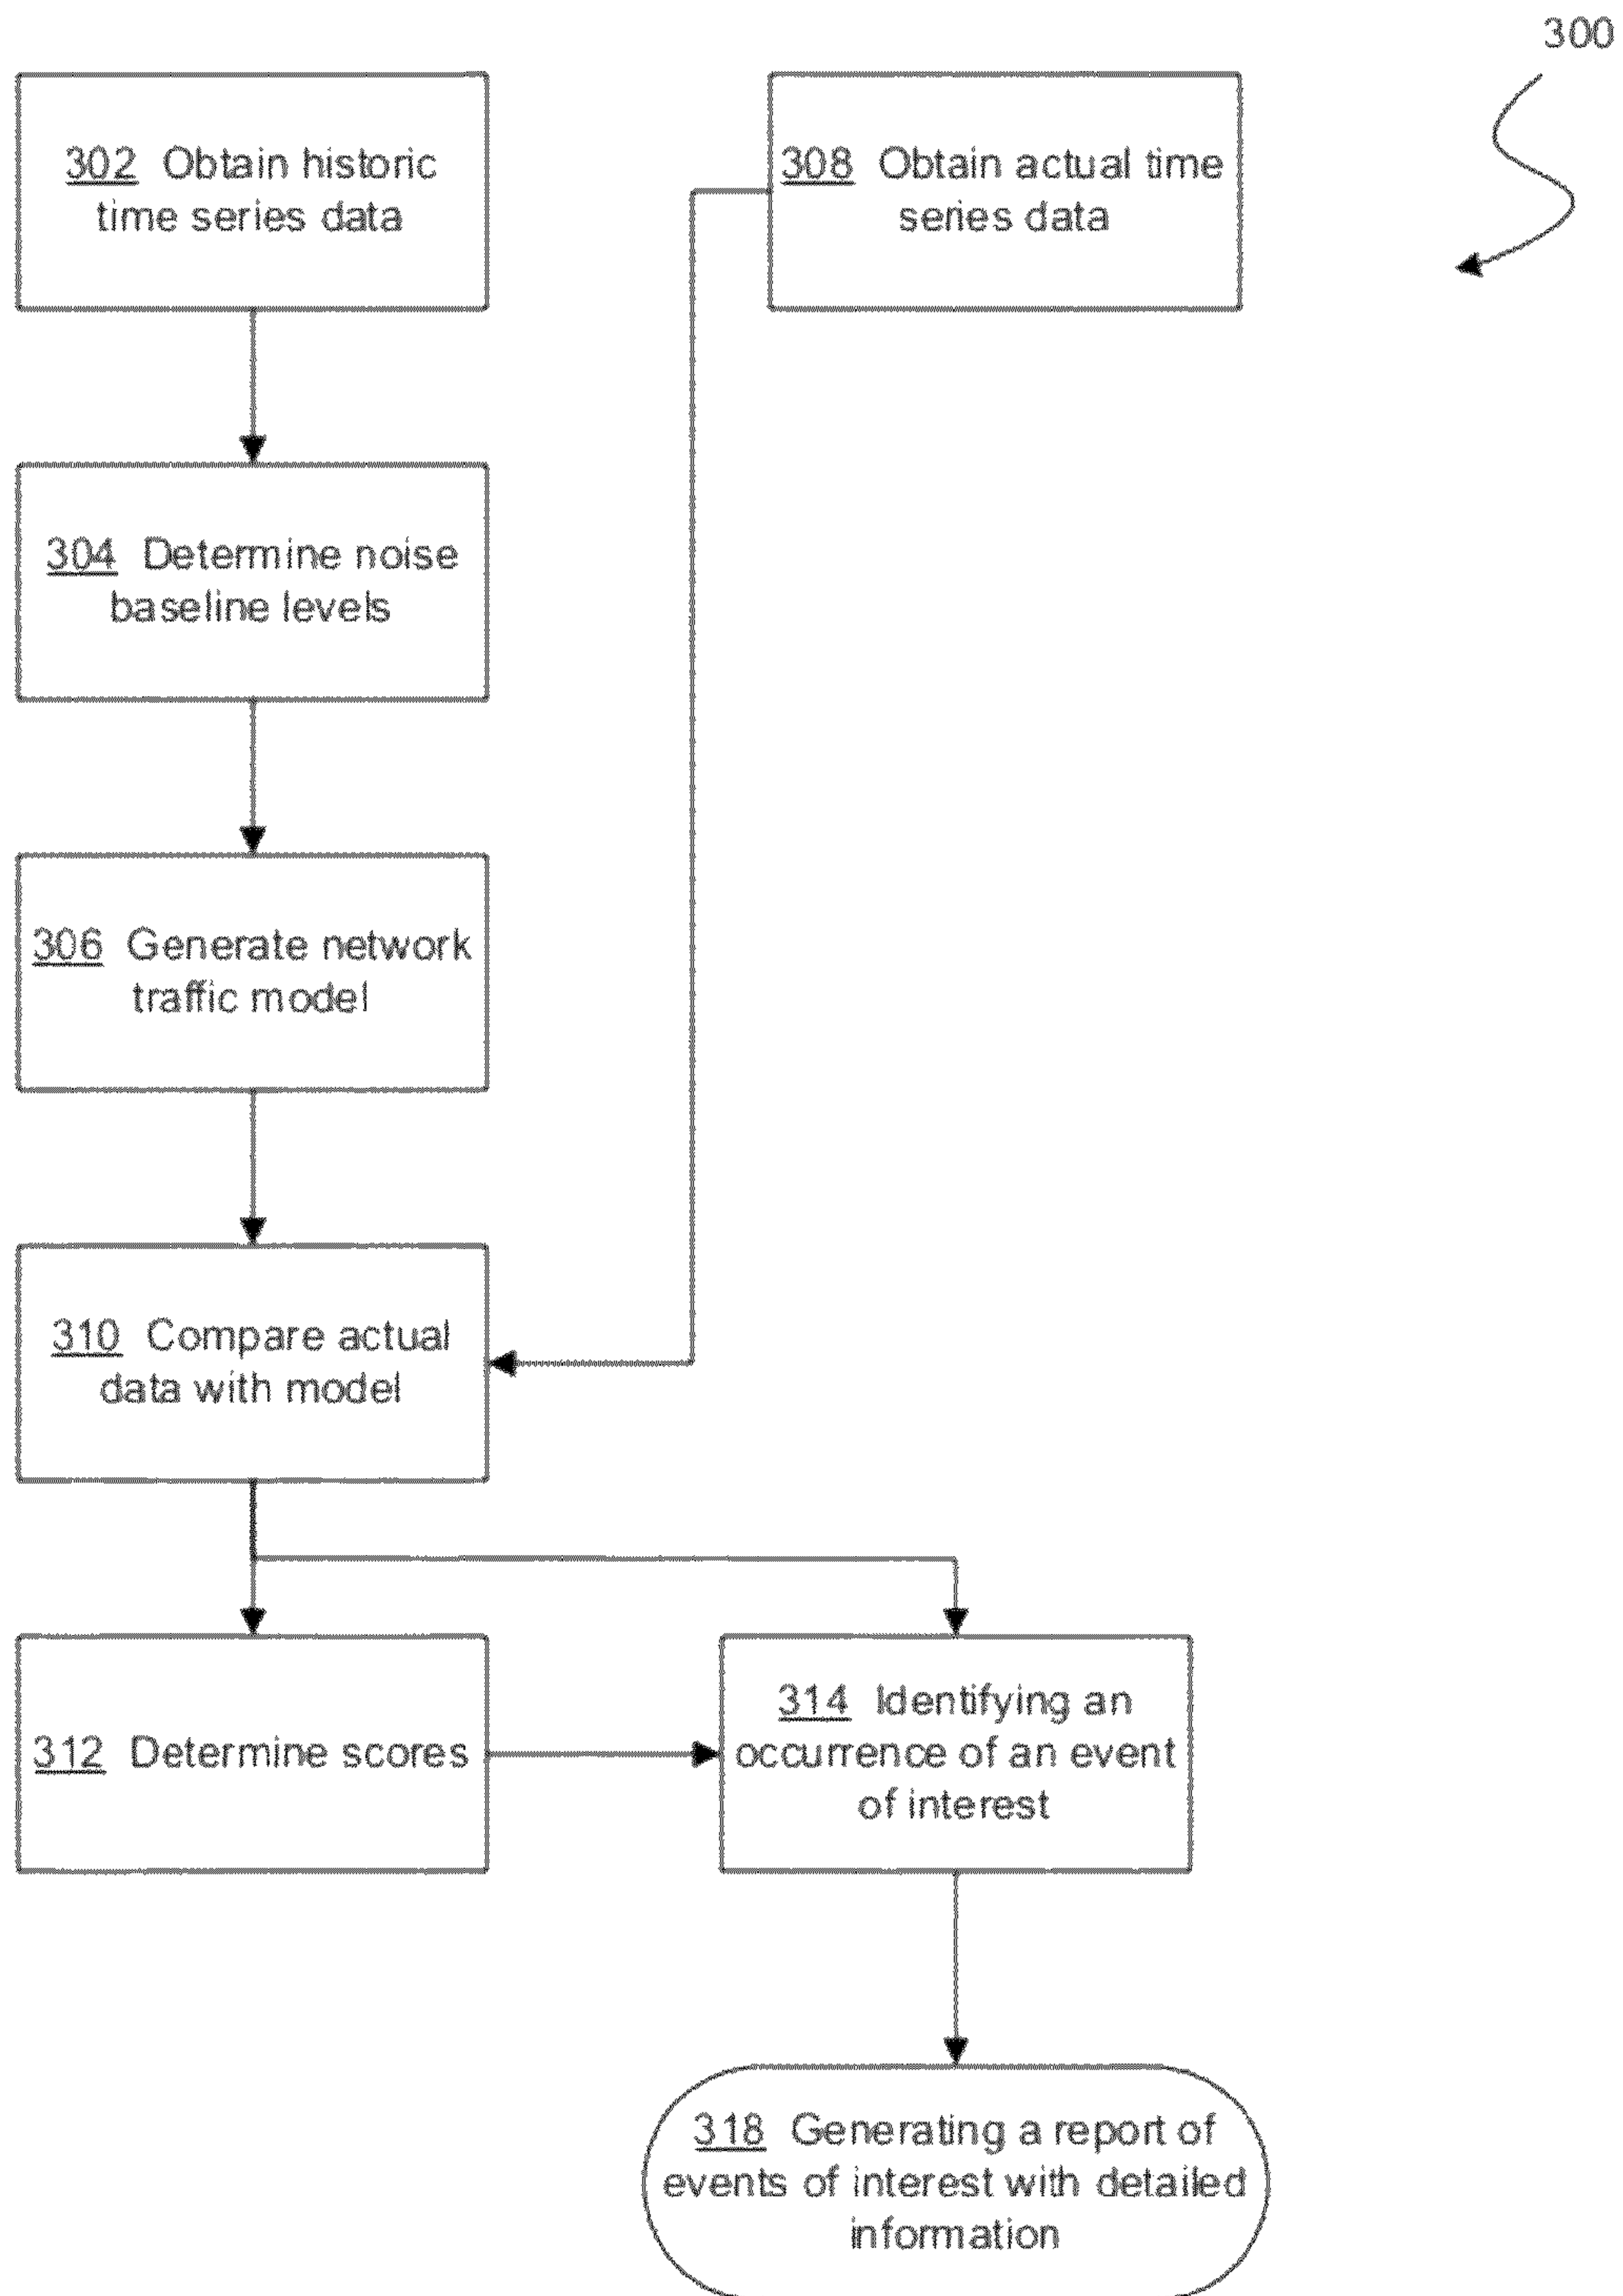 300
302 Obtain historic
time series data
308 Obtain actual time
series data
304 Determine noise
baseline levels
306 Generate network
traffic model
310 Compare actual
data with model
312 Determine scores
314 Identifying an
occurrence of an event
of interest
318 Generating a report of
events of interest with detailed
information